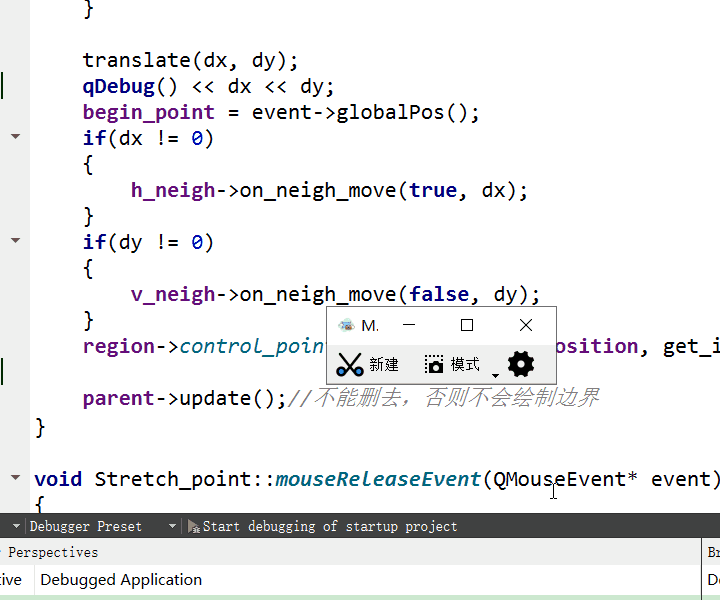 }
translate(dx, dy);
qDebug() << dx << dy;
begin_point = event->globalPos();
if(dx != 0)
{
h_neigh->on_neigh_move(true, dx);
}
if(dy != 0)
{
v_neigh->on_neigh_move(false, dy);
}
M.
region->control_poin osition, get_i
新建 模式
parent->update();//不能删去，否则不会绘制边界
}
void Stretch_point::mouseReleaseEvent(QMouseEvent* event)
{
Debugger Preset Start debugging of startup project
Perspectives Br
tive Debugged Application De